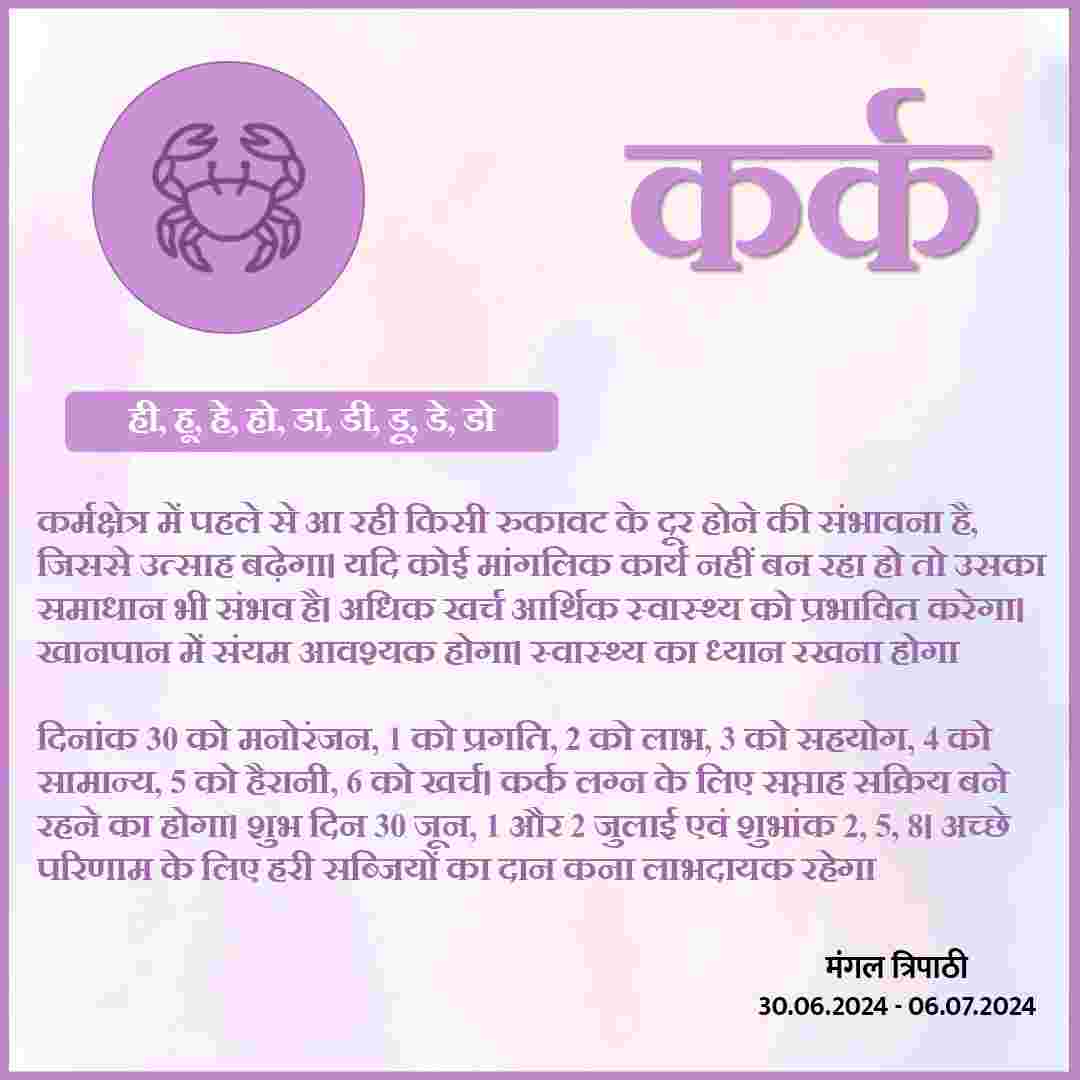 कर्क
ही, हू, हे, हो, डा, डी, डू, डे, डो
कर्मक्षेत्र में पहले से आ रही किसी रुकावट के दूर होने की संभावना है,
जिससे उत्साह बढ़ेगा। यदि कोई मांगलिक कार्य नहीं बन रहा हो तो उसका
समाधान भी संभव है। अधिक खर्च आर्थिक स्वास्थ्य को प्रभावित करेगा।
खानपान में संयम आवश्यक होगा। स्वास्थ्य का ध्यान रखना होगा
दिनांक 30 को मनोरंजन, 1 को प्रगति, 2 को लाभ, 3 को सहयोग, 4 को
सामान्य, 5 को हैरानी, 6 को खर्च। कर्क लग्न के लिए सप्ताह सक्रिय बने
रहने का होगा। शुभ दिन 30 जून, 1 और 2 जुलाई एवं शुभांक 2, 5, 8। अच्छे
परिणाम के लिए हरी सब्जियों का दान कना लाभदायक रहेगा
मंगल त्रिपाठी
30.06.2024 - 06.07.2024